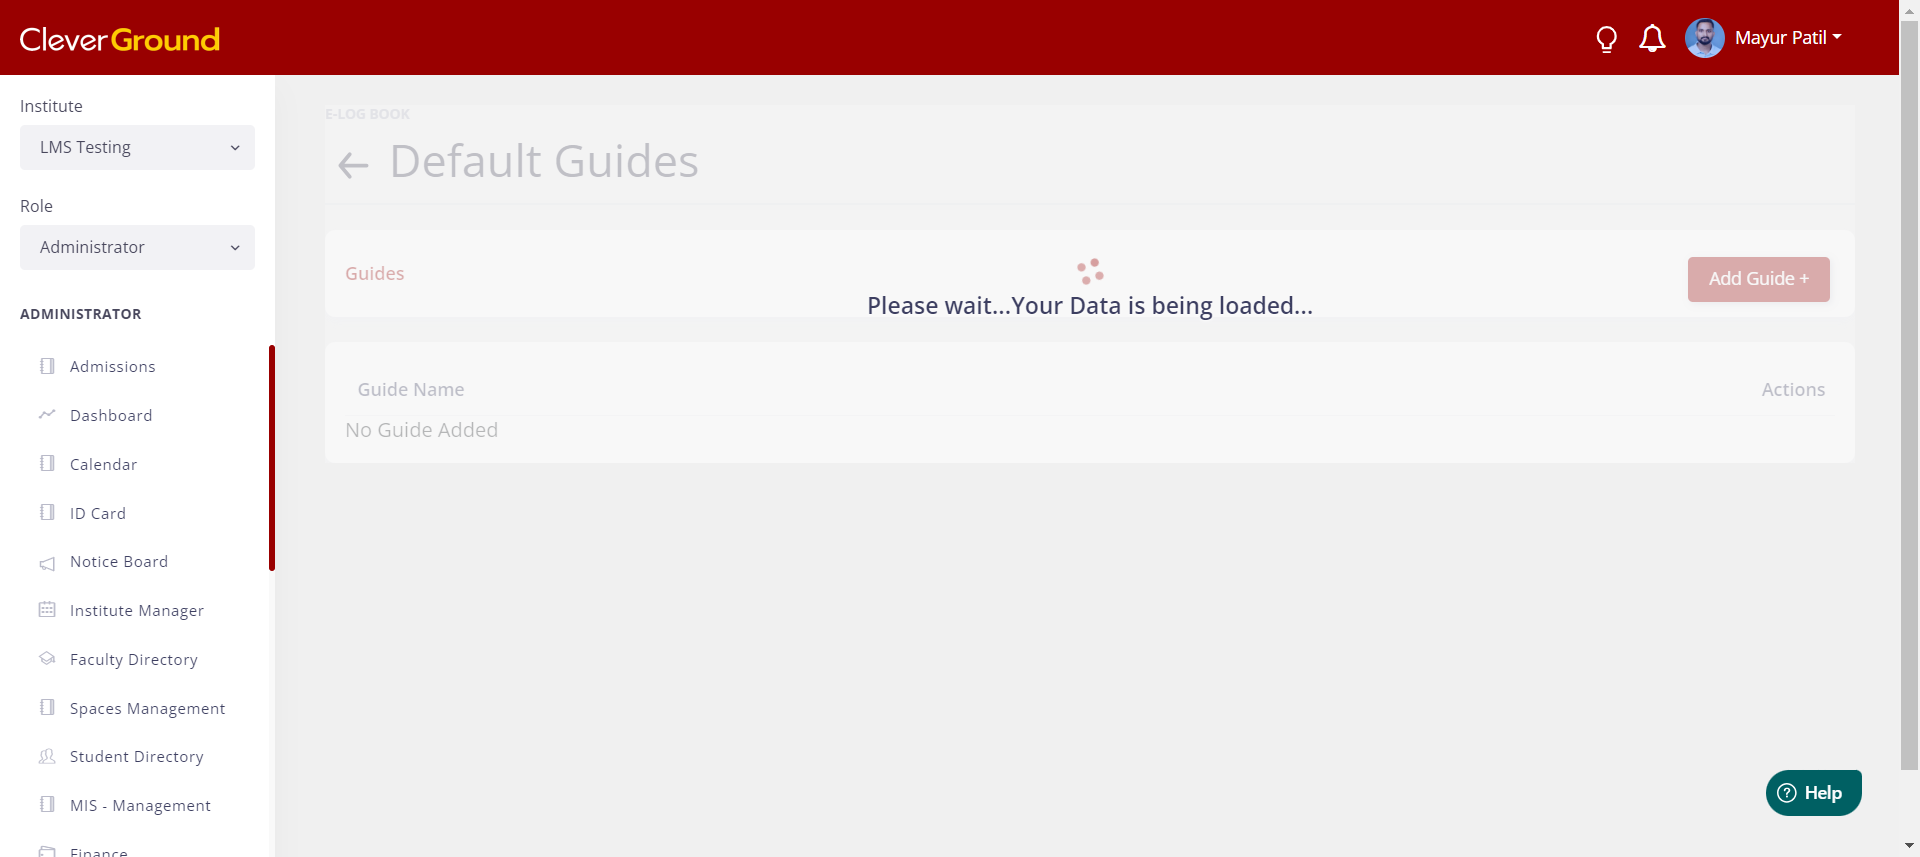 CleverGround
Mayur Patil
Institute
LMS Testing
Role
Administrator
ADMINISTRATOR
Admissions
Dashboard
Calendar
ID Card
Notice Board
Institute Manager
Faculty Directory
Spaces Management
Student Directory
MIS - Management
Finance
E-LOG BOOK
Default Guides
Guides
Add Guide +
Please wait...Your Data is being loaded...
Guide Name
Actions
No Guide Added
Help